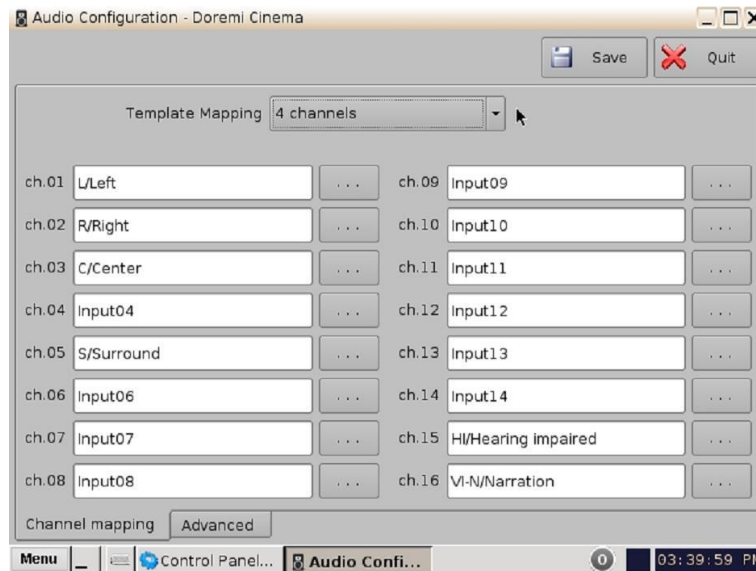 Audio Configuration - Doremi Cinema
Save Quit
Template Mapping 4 channels
ch.01 L/Left ... ch.09 Input09 ...
ch.02 R/Right ... ch.10 Input10 ...
ch.03 C/Center ... ch.11 Input11 ...
ch.04 Input04 ... ch.12 Input12 ...
ch.05 S/Surround ... ch.13 Input13 ...
ch.06 Input06 ... ch.14 Input14 ...
ch.07 Input07 ... ch.15 HI/Hearing impaired ...
ch.08 Input08 ... ch.16 VI-N/Narration ...
Channel mapping Advanced
Menu _ Control Panel... Audio Confi... 0 03:39:59 PM